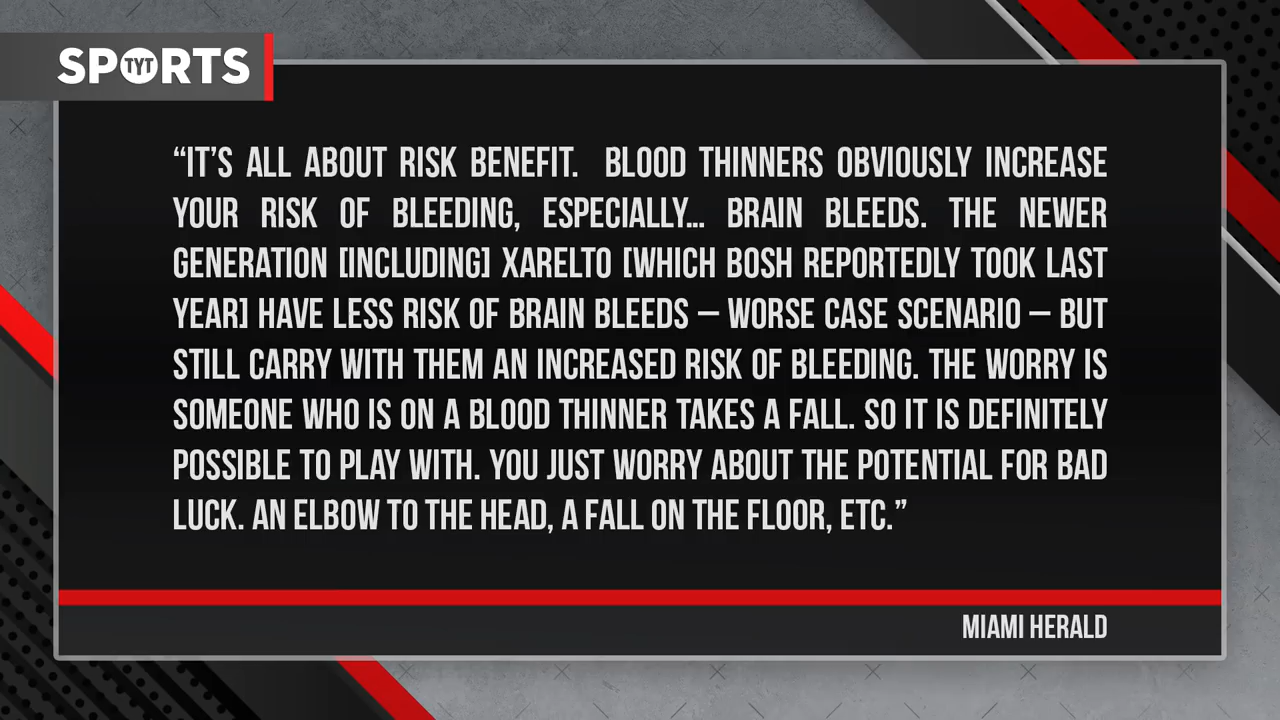 SPORTS
TYT
“IT’S ALL ABOUT RISK BENEFIT. BLOOD THINNERS OBVIOUSLY INCREASE
YOUR RISK OF BLEEDING, ESPECIALLY... BRAIN BLEEDS. THE NEWER
GENERATION [INCLUDING] XARELTO [WHICH BOSH REPORTEDLY TOOK LAST
YEAR] HAVE LESS RISK OF BRAIN BLEEDS – WORSE CASE SCENARIO – BUT
STILL CARRY WITH THEM AN INCREASED RISK OF BLEEDING. THE WORRY IS
SOMEONE WHO IS ON A BLOOD THINNER TAKES A FALL. SO IT IS DEFINITELY
POSSIBLE TO PLAY WITH. YOU JUST WORRY ABOUT THE POTENTIAL FOR BAD
LUCK. AN ELBOW TO THE HEAD, A FALL ON THE FLOOR, ETC.”
MIAMI HERALD